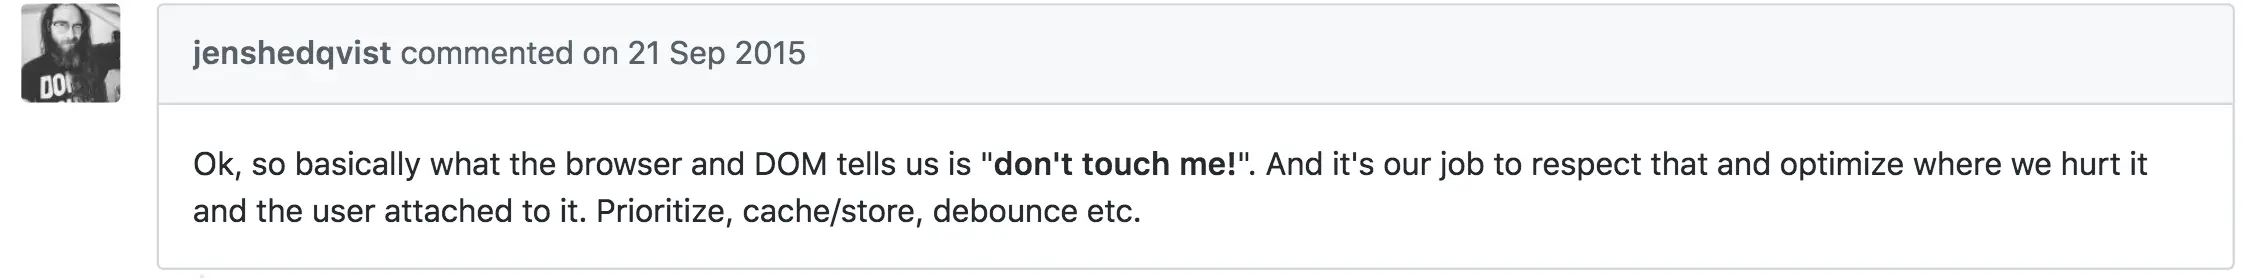 jenshedqvist commented on 21 Sep 2015
Ok, so basically what the browser and DOM tells us is "don't touch me!". And it's our job to respect that and optimize where we hurt it
and the user attached to it. Prioritize, cache/store, debounce etc.